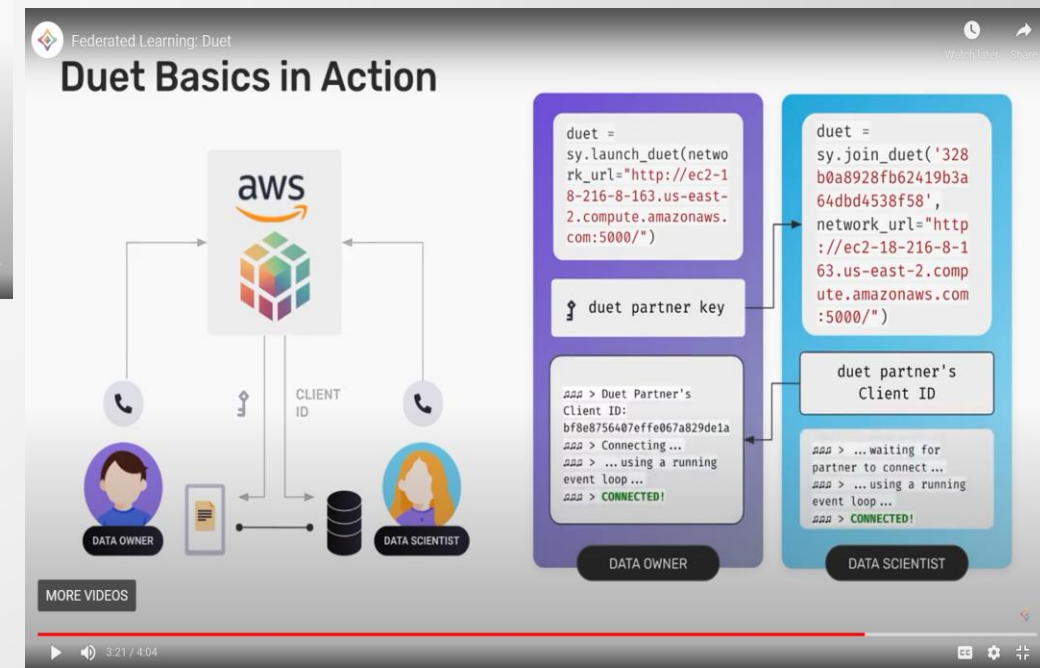 Federated Learning: Duet
Watch later
Share
Duet Basics in Action
aws
CLIENT
ID
DATA OWNER
DATA SCIENTIST
duet =
sy.launch_duet(netwo
rk_url="http://ec2-1
8-216-8-163.us-east-
2.compute.amazonaws.
com:5000/")
duet partner key
♫♫♫ > Duet Partner's
Client ID:
bf8e8756407effe067a829de1a
♫♫♫ > Connecting...
♫♫♫ > ...using a running
event loop...
♫♫♫ > CONNECTED!
DATA OWNER
duet =
sy.join_duet('328
b0a8928fb62419b3a
64dbd4538f58',
network_url="http
://ec2-18-216-8-1
63.us-east-2.comp
ute.amazonaws.com
:5000/")
duet partner's
Client ID
♫♫♫ > ...waiting for
partner to connect...
♫♫♫ > ...using a running
event loop...
♫♫♫ > CONNECTED!
DATA SCIENTIST
MORE VIDEOS
3:21 / 4:04
CC